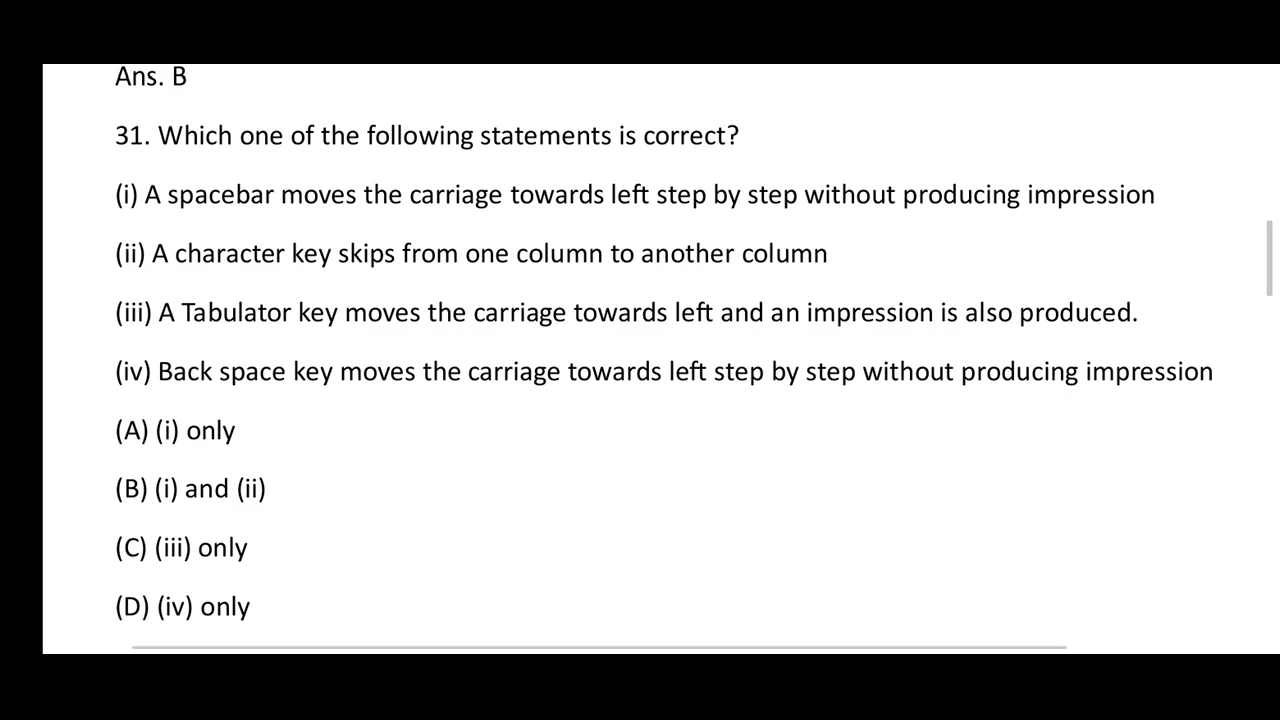 Ans. B
31. Which one of the following statements is correct?
(i) A spacebar moves the carriage towards left step by step without producing impression
(ii) A character key skips from one column to another column
(iii) A Tabulator key moves the carriage towards left and an impression is also produced.
(iv) Back space key moves the carriage towards left step by step without producing impression
(A) (i) only
(B) (i) and (ii)
(C) (iii) only
(D) (iv) only